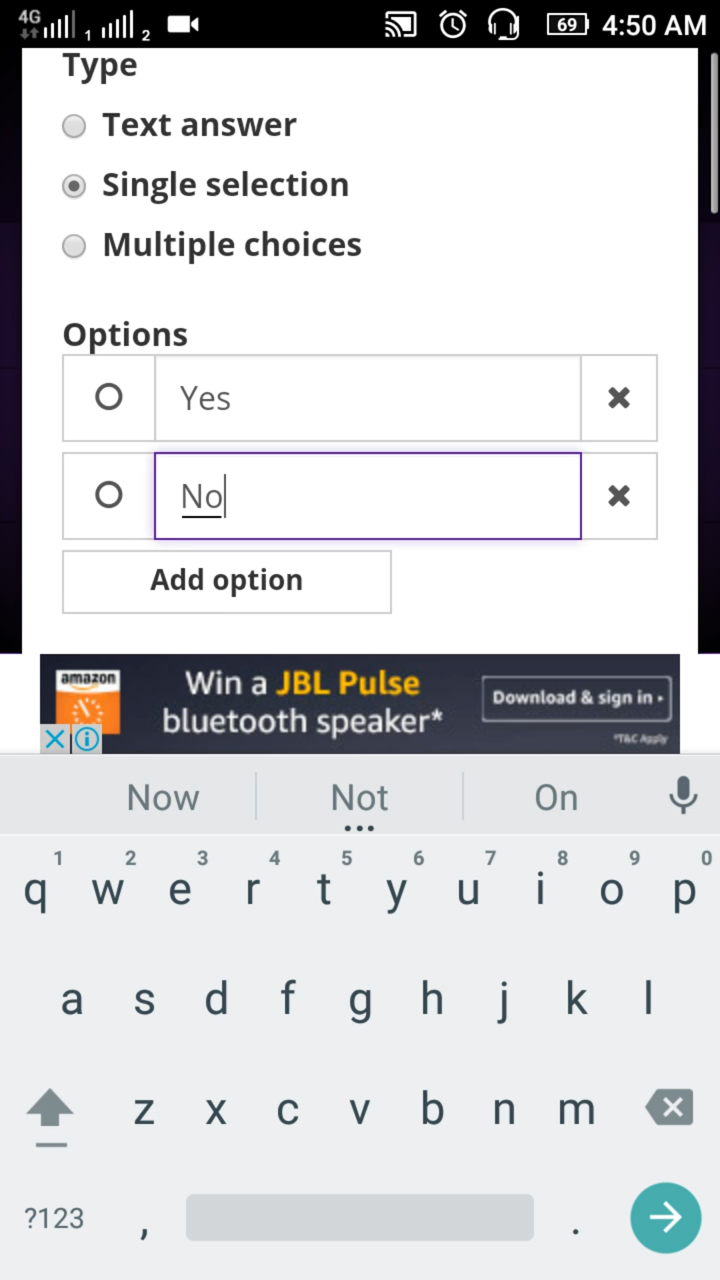 4G 1 2 69 4:50 AM
Type
Text answer
Single selection
Multiple choices
Options
Yes
No
Add option
amazon
Win a JBL Pulse
bluetooth speaker*
Download & sign in
*T&C Apply
Now Not On
1 2 3 4 5 6 7 8 9 0
q w e r t y u i o p
a s d f g h j k l
z x c v b n m
?123 , .